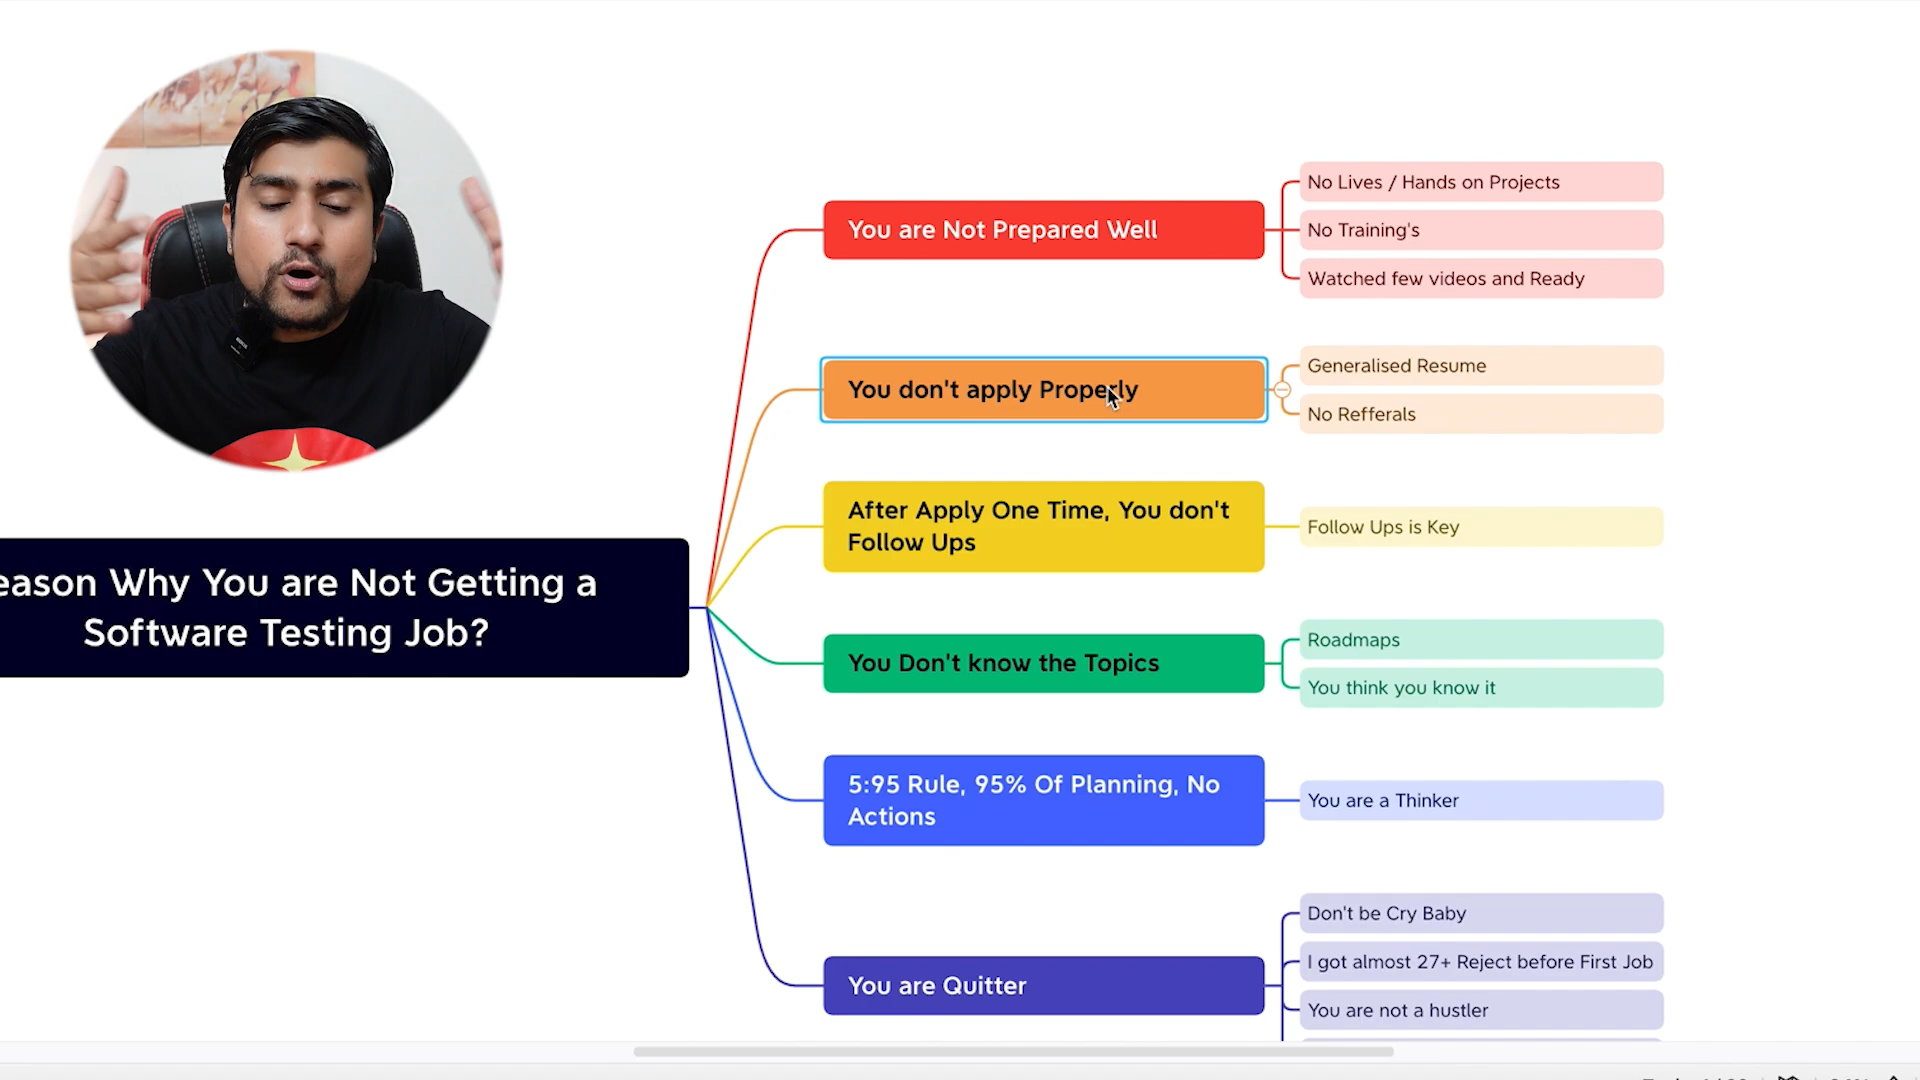 You are Not Prepared Well
No Lives / Hands on Projects
No Training's
Watched few videos and Ready
You don't apply Properly
Generalised Resume
No Refferals
After Apply One Time, You don't
Follow Ups
Follow Ups is Key
eason Why You are Not Getting a
Software Testing Job?
You Don't know the Topics
Roadmaps
You think you know it
5:95 Rule, 95% Of Planning, No
Actions
You are a Thinker
You are Quitter
Don't be Cry Baby
I got almost 27+ Reject before First Job
You are not a hustler